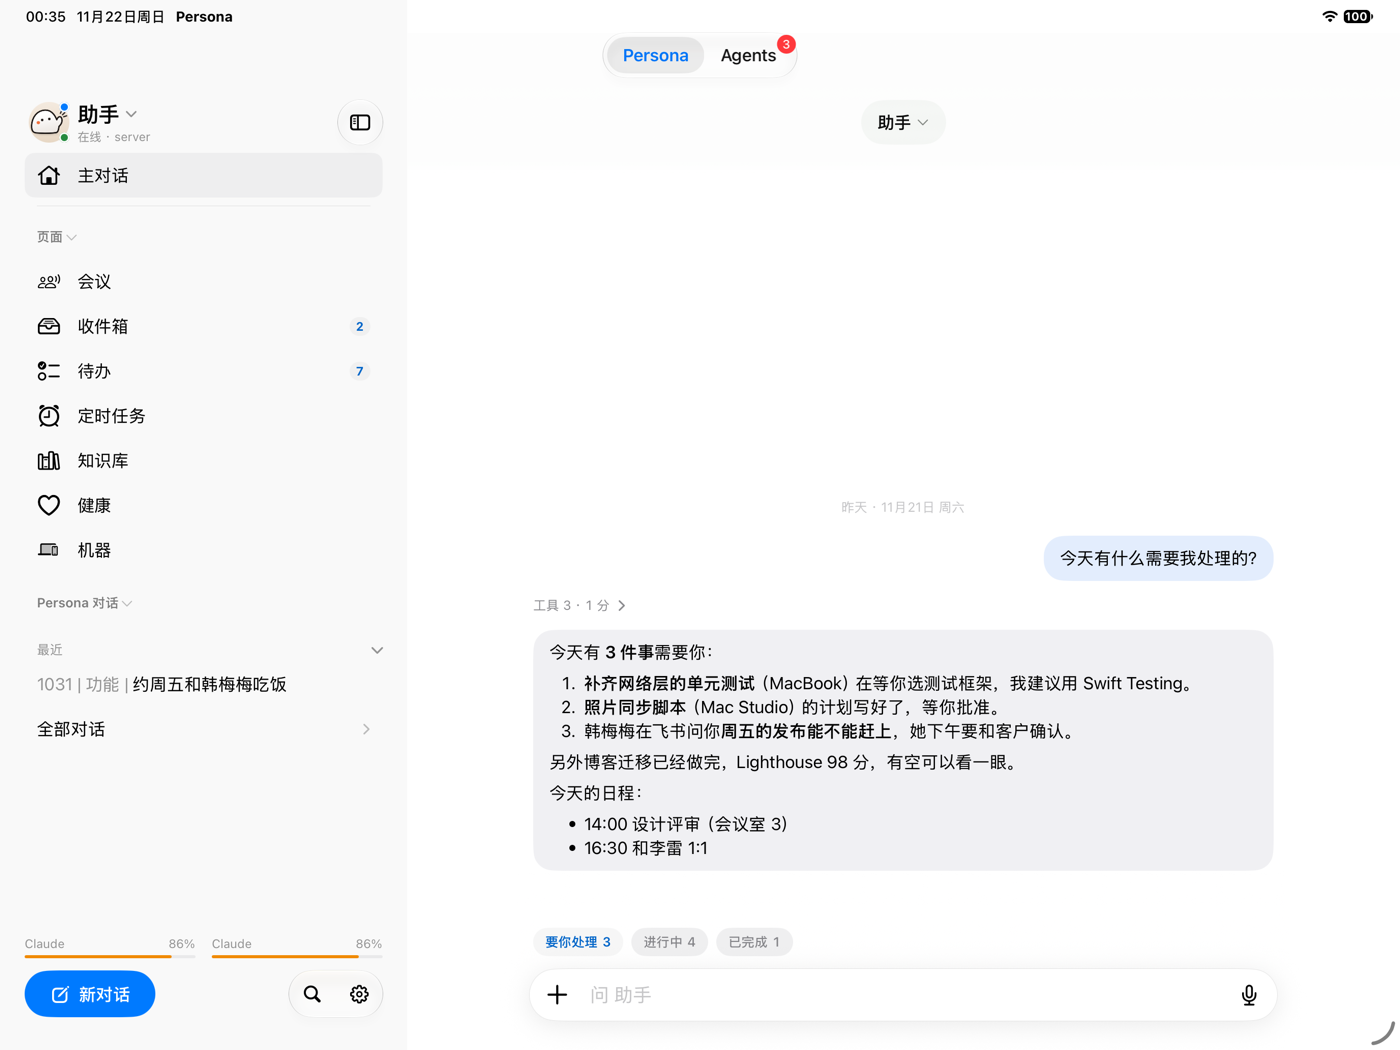 00:35 11月22日周日 Persona
100
Persona
Agents
3
助手
在线 · server
助手
主对话
页面
会议
收件箱
2
待办
7
定时任务
知识库
健康
机器
Persona 对话
最近
1031 | 功能 | 约周五和韩梅梅吃饭
全部对话
Claude 86%
Claude 86%
新对话
昨天 · 11月21日 周六
今天有什么需要我处理的?
工具 3 · 1 分
今天有 3 件事需要你：
1. 补齐网络层的单元测试（MacBook）在等你选测试框架，我建议用 Swift Testing。
2. 照片同步脚本（Mac Studio）的计划写好了，等你批准。
3. 韩梅梅在飞书问你周五的发布能不能赶上，她下午要和客户确认。
另外博客迁移已经做完，Lighthouse 98 分，有空可以看一眼。
今天的日程：
• 14:00 设计评审（会议室 3）
• 16:30 和李雷 1:1
要你处理 3
进行中 4
已完成 1
问 助手